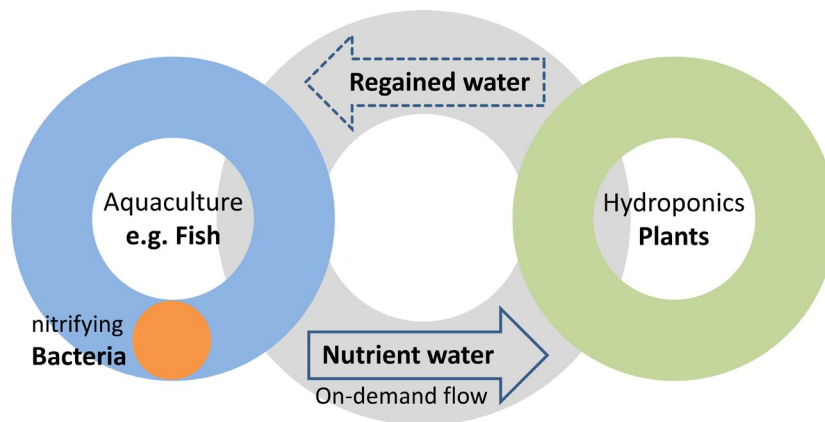 Regained water
Aquaculture
e.g. Fish
Hydroponics
Plants
nitrifying
Bacteria
Nutrient water
On-demand flow